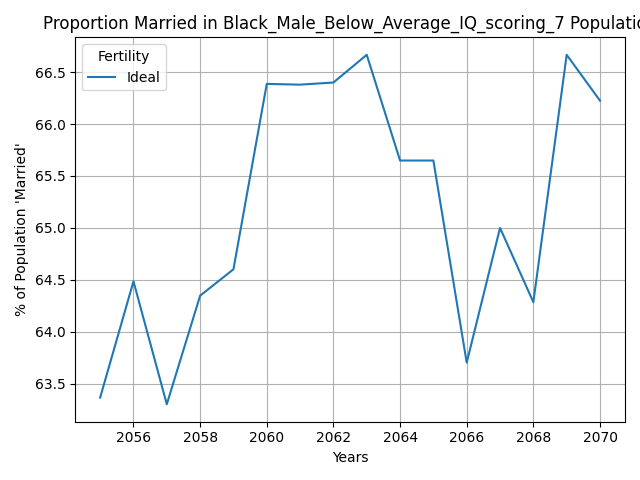 Proportion Married in Black_Male_Below_Average_IQ_scoring_7 Populatio
Fertility
Ideal
% of Population 'Married'
66.5
66.0
65.5
65.0
64.5
64.0
63.5
2056 2058 2060 2062 2064 2066 2068 2070
Years